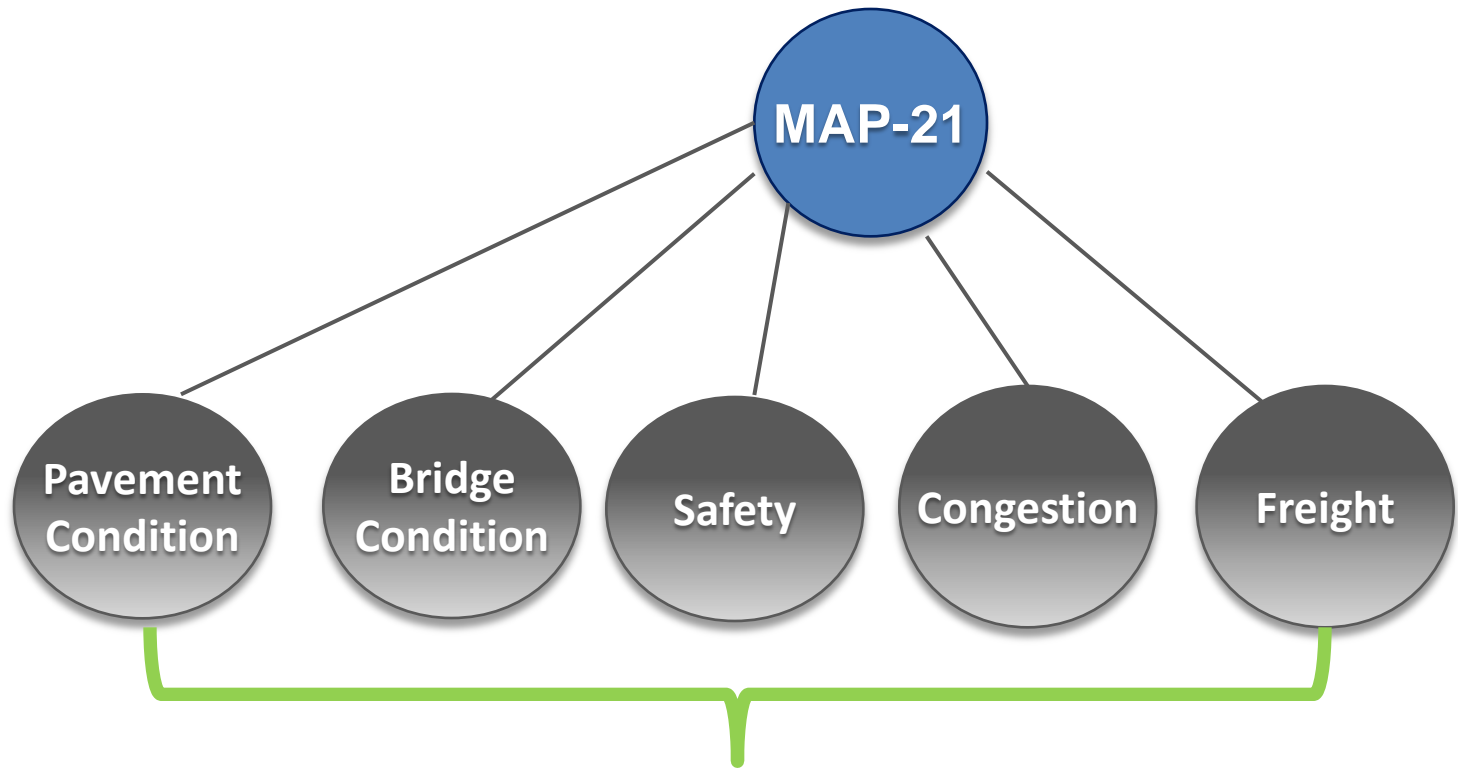 MAP-21
Pavement
Condition
Bridge
Condition
Safety
Congestion
Freight